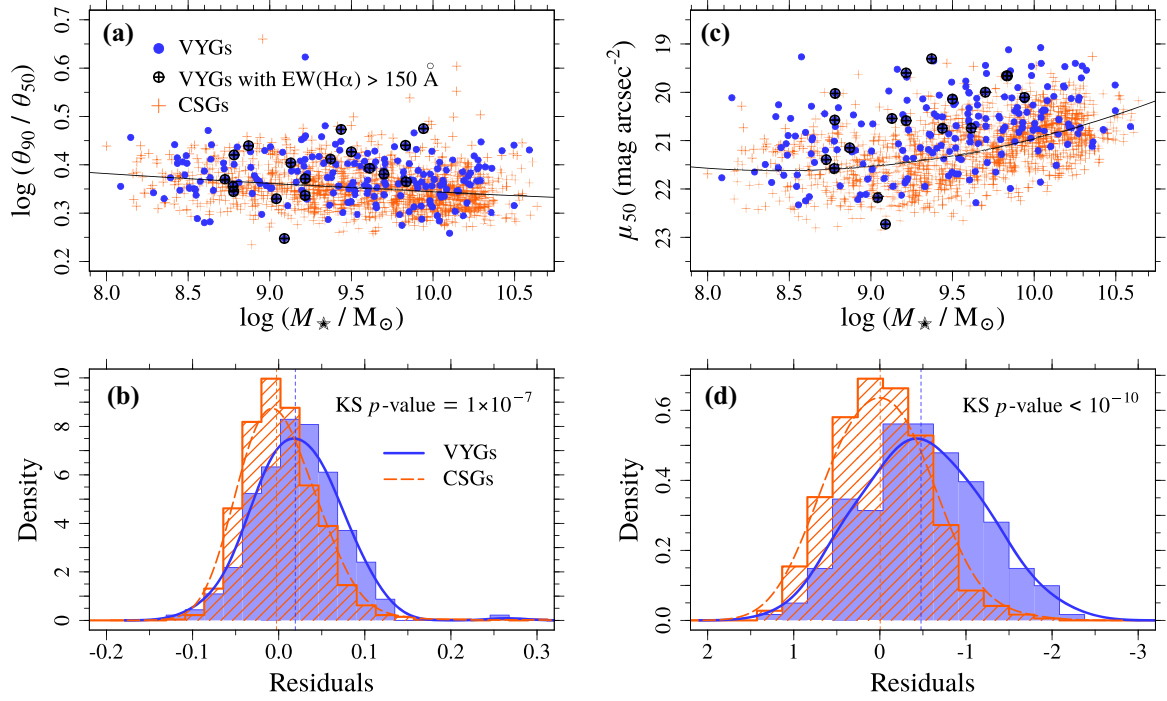 (a)
VYGs
VYGs with EW(Hα) > 150 Å
CSGs
0.7
0.6
0.5
0.4
0.3
0.2
log (θ90 / θ50)
8.0 8.5 9.0 9.5 10.0 10.5
log (M★ / M⊙)
(c)
19
20
21
22
23
μ50 (mag arcsec⁻²)
8.0 8.5 9.0 9.5 10.0 10.5
log (M★ / M⊙)
(b)
KS p-value = 1×10⁻⁷
VYGs
CSGs
10
8
6
4
2
0
Density
-0.2 -0.1 0.0 0.1 0.2 0.3
Residuals
(d)
KS p-value < 10⁻¹⁰
0.6
0.4
0.2
0.0
Density
2 1 0 -1 -2 -3
Residuals